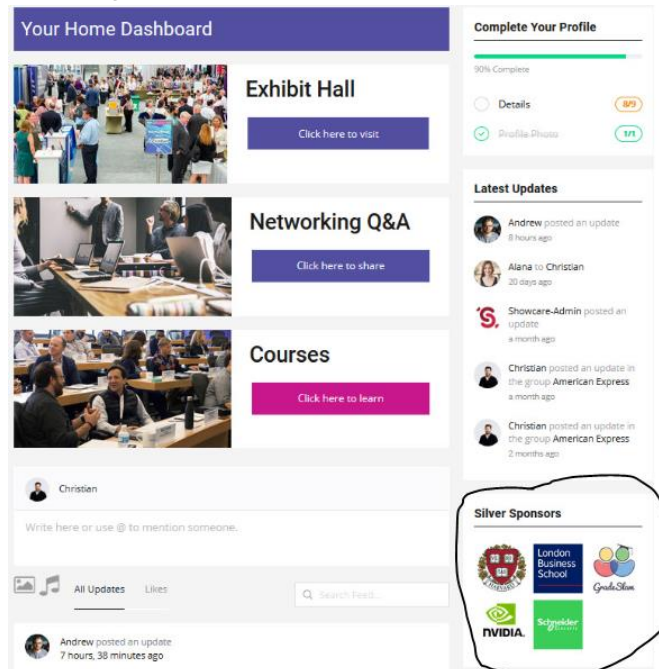 Your Home Dashboard
Exhibit Hall
Click here to visit
Networking Q&A
Click here to share
Courses
Click here to learn
Christian
Write here or use @ to mention someone.
All Updates
Likes
Search Feed...
Andrew posted an update
7 hours, 38 minutes ago
Complete Your Profile
90% Complete
Details
8/9
Profile Photo
1/1
Latest Updates
Andrew posted an update
8 hours ago
Alana to Christian
20 days ago
Showcare-Admin posted an
update
a month ago
Christian posted an update in
the group American Express
a month ago
Christian posted an update in
the group American Express
2 months ago
Silver Sponsors
HARVARD
London
Business
School
GradeSlam
NVIDIA.
Schneider
Electric